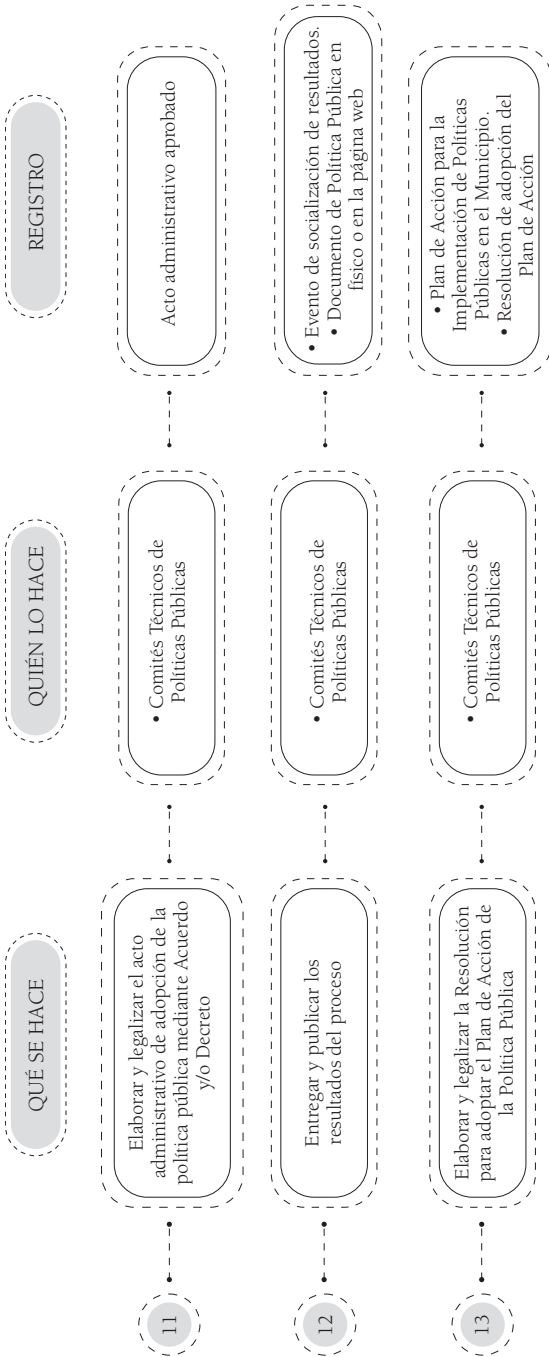 QUÉ SE HACE
QUIÉN LO HACE
REGISTRO
11
Elaborar y legalizar el acto
administrativo de adopción de la
política pública mediante Acuerdo
y/o Decreto
• Comités Técnicos de
Políticas Públicas
Acto administrativo aprobado
12
Entregar y publicar los
resultados del proceso
• Comités Técnicos de
Políticas Públicas
• Evento de socialización de resultados.
• Documento de Política Pública en
físico o en la página web
13
Elaborar y legalizar la Resolución
para adoptar el Plan de Acción de
la Política Pública
• Comités Técnicos de
Políticas Públicas
• Plan de Acción para la
Implementación de Políticas
Públicas en el Municipio.
• Resolución de adopción del
Plan de Acción